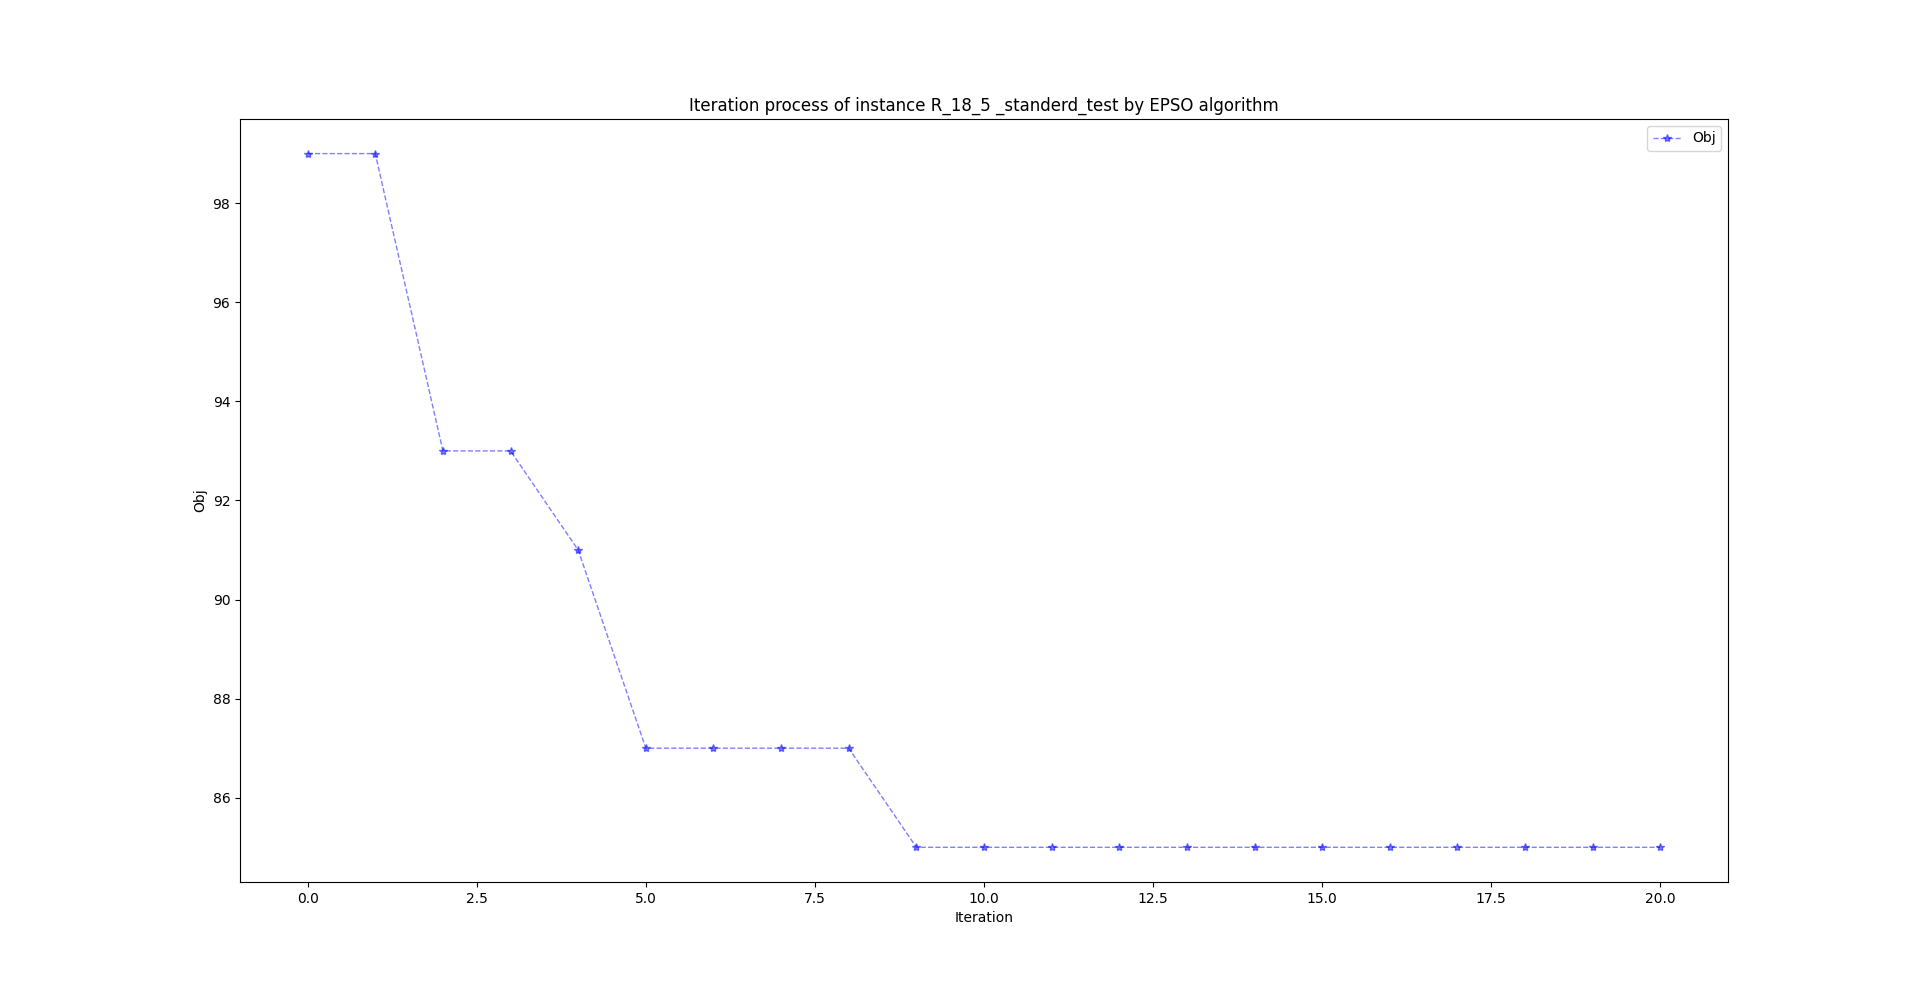 Iteration process of instance R_18_5 _standerd_test by EPSO algorithm
Obj
98
96
94
92
90
88
86
Obj
0.0 2.5 5.0 7.5 10.0 12.5 15.0 17.5 20.0
Iteration